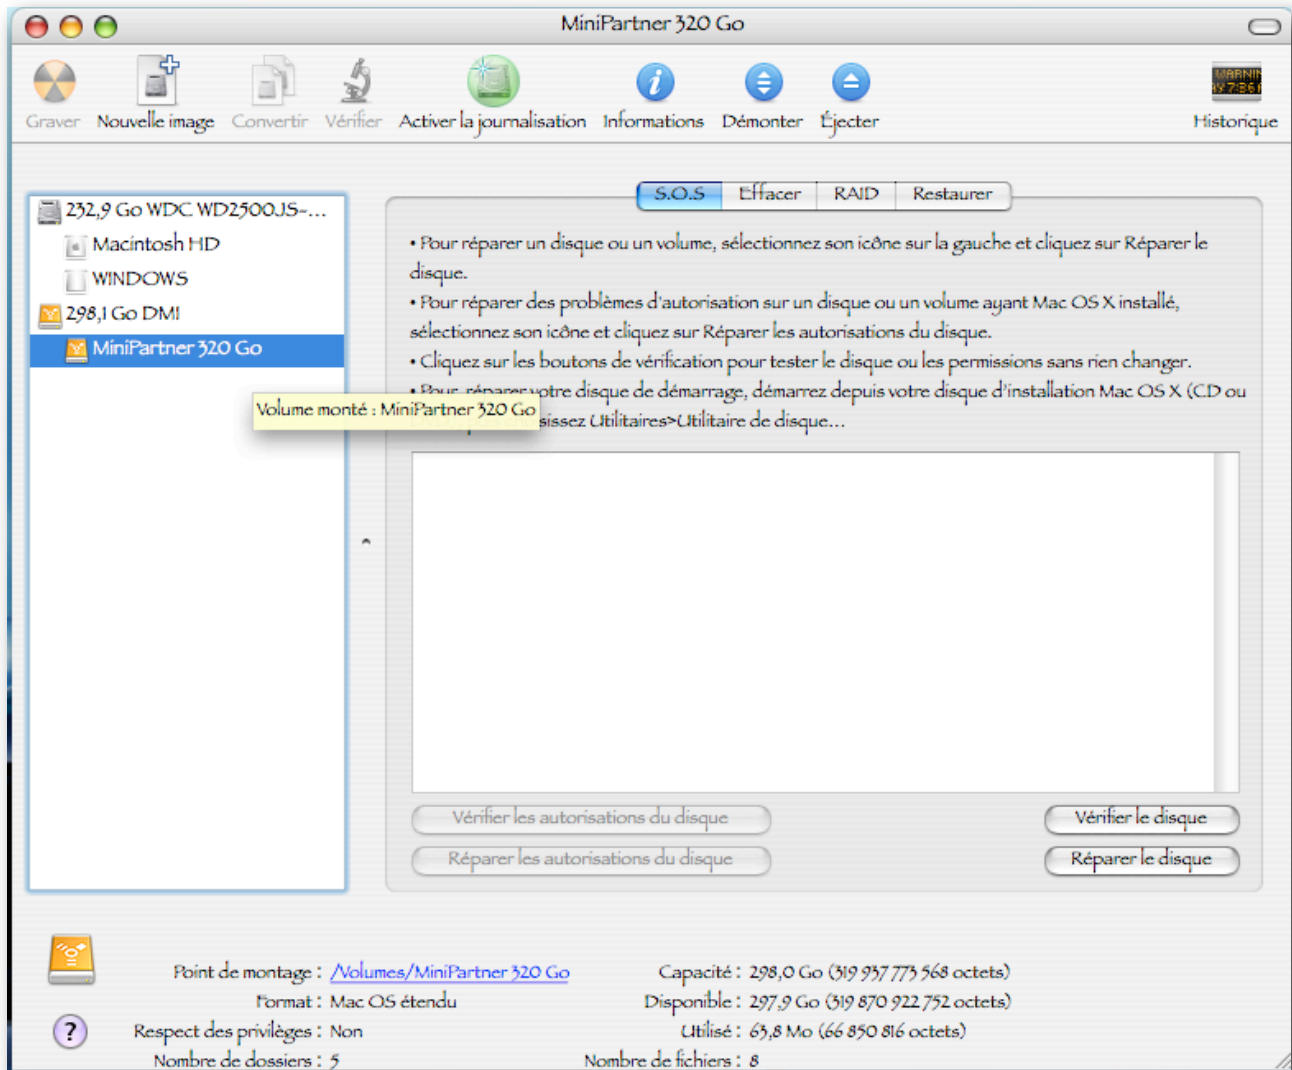 MiniPartner 320 Go
Graver Nouvelle image Convertir Vérifier Activer la journalisation Informations Démonter Éjecter Historique
WARNIN
7:36
S.O.S Effacer RAID Restaurer
232,9 Go WDC WD2500JS-...
Macintosh HD
WINDOWS
298,1 Go DMI
MiniPartner 320 Go
Volume monté : MiniPartner 320 Go
• Pour réparer un disque ou un volume, sélectionnez son icône sur la gauche et cliquez sur Réparer le
disque.
• Pour réparer des problèmes d'autorisation sur un disque ou un volume ayant Mac OS X installé,
sélectionnez son icône et cliquez sur Réparer les autorisations du disque.
• Cliquez sur les boutons de vérification pour tester le disque ou les permissions sans rien changer.
• Pour réparer votre disque de démarrage, démarrez depuis votre disque d'installation Mac OS X (CD ou
sissez Utilitaires>Utilitaire de disque...
Vérifier les autorisations du disque Vérifier le disque
Réparer les autorisations du disque Réparer le disque
Point de montage : /Volumes/MiniPartner 320 Go Capacité : 298,0 Go (319 937 773 568 octets)
Format : Mac OS étendu Disponible : 297,9 Go (319 870 922 752 octets)
? Respect des privilèges : Non Utilisé : 63,8 Mo (66 850 816 octets)
Nombre de dossiers : 5 Nombre de fichiers : 8